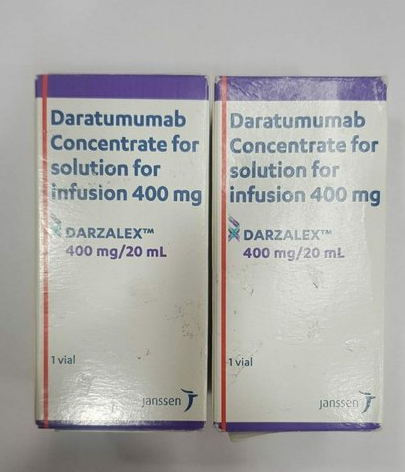 Daratumumab
Concentrate for
solution for
infusion 400 mg
DARZALEX™
400 mg/20 mL
1 vial
janssen
Daratumumab
Concentrate for
solution for
infusion 400 mg
DARZALEX™
400 mg/20 mL
1 vial
janssen